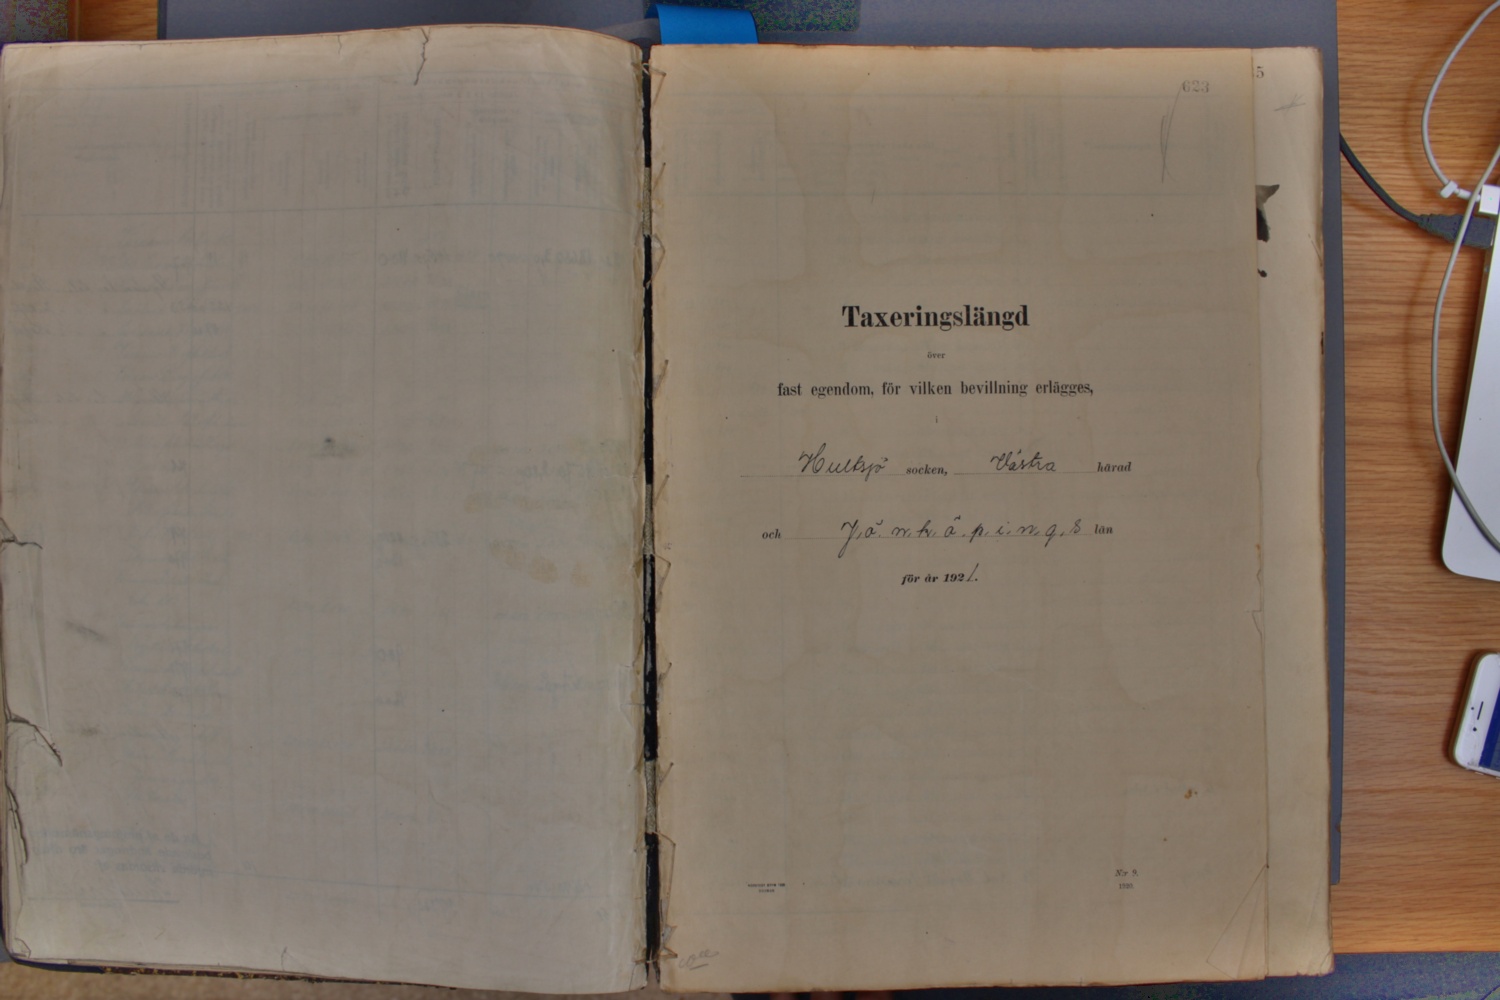 5
623
Taxeringslängd
över
fast egendom, för vilken bevillning erlägges,
i
Hultsjö socken, Västra härad
och Jönköpings län
för år 1921.
N:r 9.
1920.